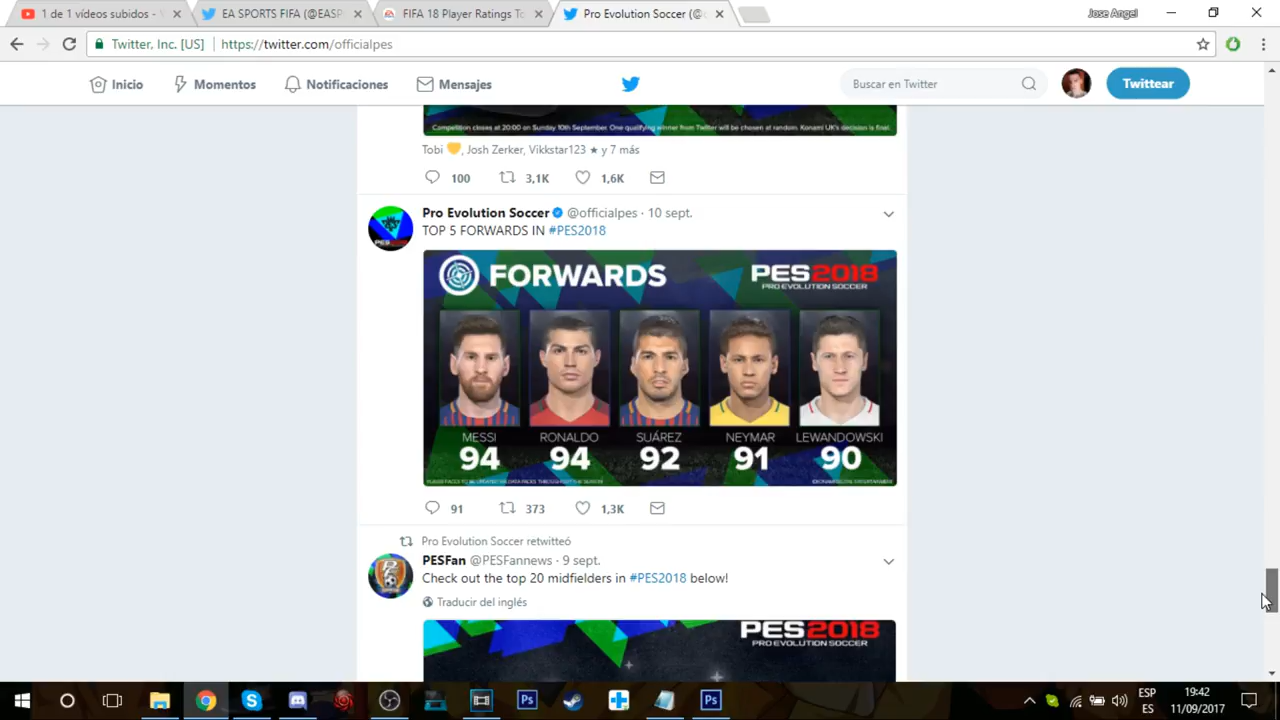 1 de 1 vídeos subidos -
EA SPORTS FIFA (@EASP
FIFA 18 Player Ratings To
Pro Evolution Soccer (@
Jose Angel
Twitter, Inc. [US]
https://twitter.com/officialpes
Inicio
Momentos
Notificaciones
Mensajes
Buscar en Twitter
Twittear
Competition closes at 20:00 on Sunday 10th September. One qualifying winner from Twitter will be chosen at random. Konami UK's decision is final.
Tobi 💛, Josh Zerker, Vikkstar123 ★ y 7 más
100 3,1K 1,6K
Pro Evolution Soccer @officialpes · 10 sept.
TOP 5 FORWARDS IN #PES2018
FORWARDS
PES2018
PRO EVOLUTION SOCCER
MESSI RONALDO SUÁREZ NEYMAR LEWANDOWSKI
94 94 92 91 90
91 373 1,3K
Pro Evolution Soccer retwitteó
PESFan @PESFannews · 9 sept.
Check out the top 20 midfielders in #PES2018 below!
Traducir del inglés
PES2018
PRO EVOLUTION SOCCER
ESP
ES
19:42
11/09/2017